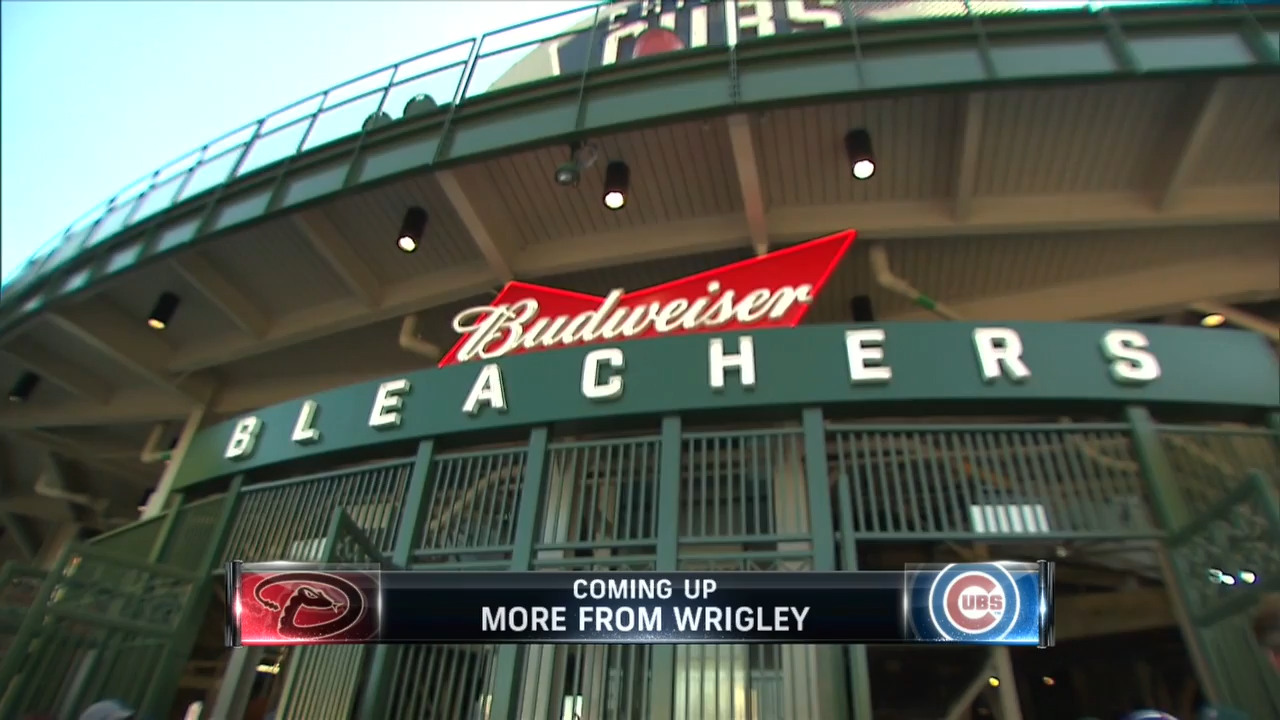 CUBS
Budweiser
BLEACHERS
COMING UP
MORE FROM WRIGLEY
CUBS